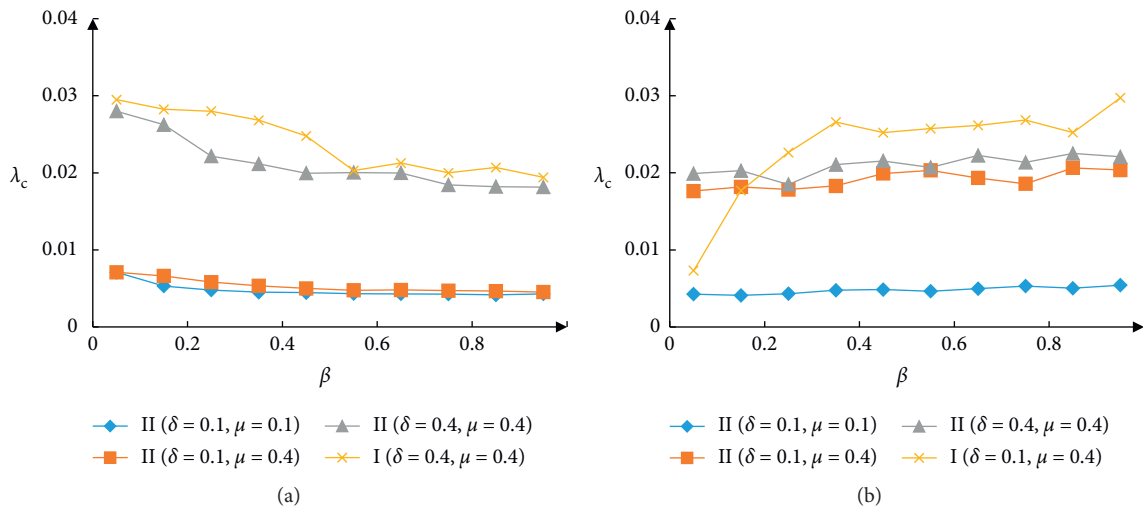 0.04
0.03
0.02
0.01
0
λc
0
0.2
0.4
0.6
0.8
β
II (δ = 0.1, μ = 0.1)
II (δ = 0.4, μ = 0.4)
II (δ = 0.1, μ = 0.4)
I (δ = 0.4, μ = 0.4)
(a)
0.04
0.03
0.02
0.01
0
λc
0
0.2
0.4
0.6
0.8
β
II (δ = 0.1, μ = 0.1)
II (δ = 0.4, μ = 0.4)
II (δ = 0.1, μ = 0.4)
I (δ = 0.1, μ = 0.4)
(b)